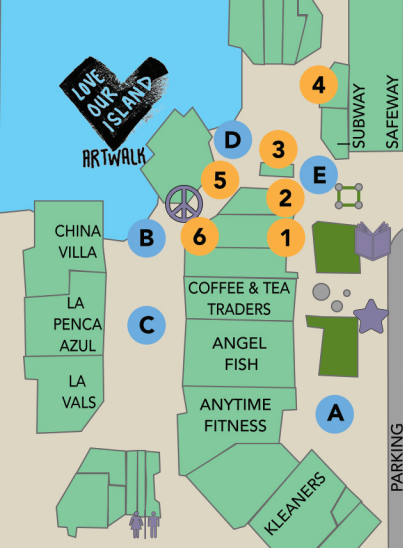 LOVE
OUR
ISLAND
ARTWALK
4
SUBWAY
SAFEWAY
D
3
E
5
2
B
6
1
CHINA
VILLA
C
LA
PENCA
AZUL
LA
VALS
COFFEE & TEA
TRADERS
ANGEL
FISH
ANYTIME
FITNESS
A
PARKING
KLEANERS